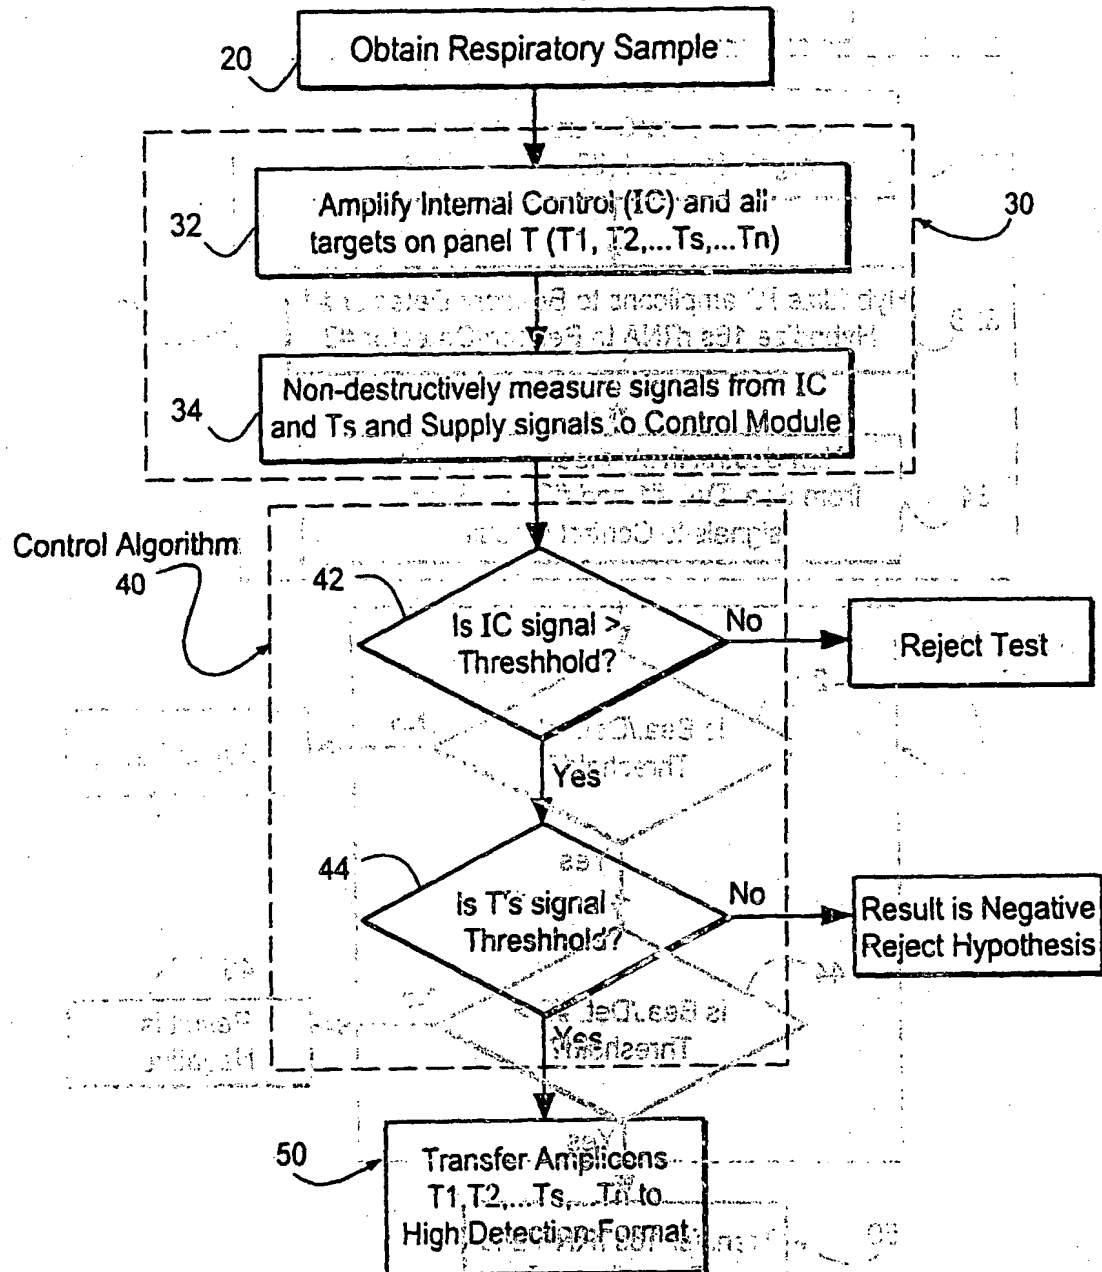 20
Obtain Respiratory Sample
30
32
Amplify Internal Control (IC) and all
targets on panel T (T1, T2,...Ts,...Tn)
34
Non-destructively measure signals from IC
and Ts and Supply signals to Control Module
Control Algorithm
40
42
Is IC signal >
Threshhold?
No
Reject Test
Yes
44
Is T's signal
Threshhold?
No
Result is Negative
Reject Hypothesis
Yes
50
Transfer Amplicons
T1,T2,...Ts,...Tn to
High Detection Format